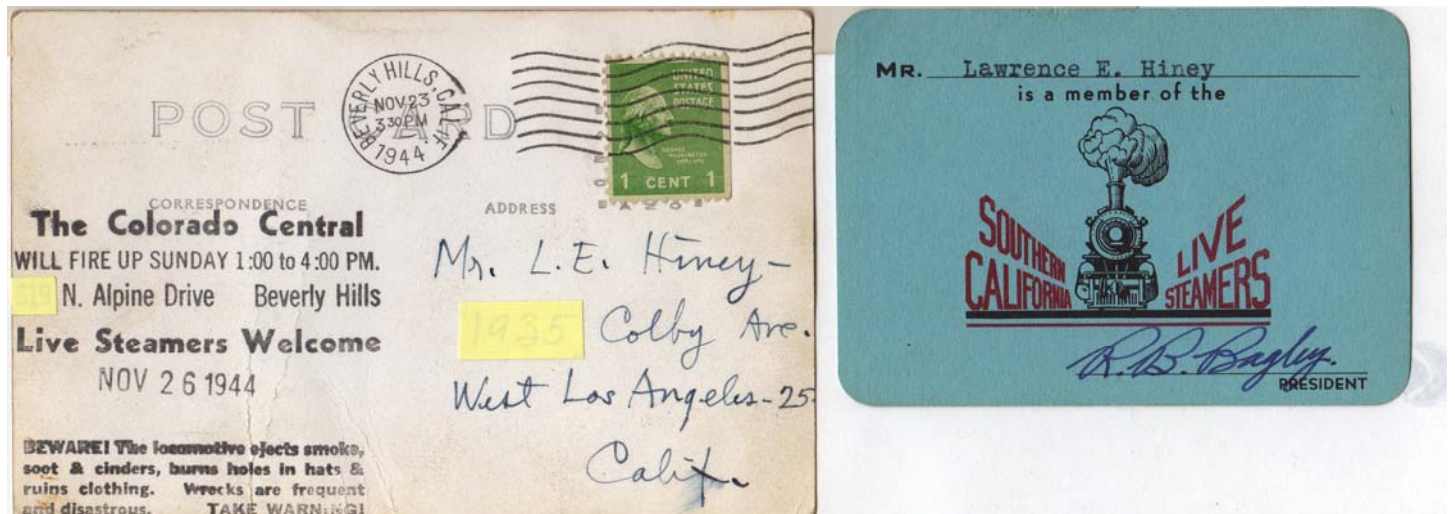 POST CARD
BEVERLY HILLS, CALIF.
NOV 23
3 30 PM
1944
UNITED
STATES
POSTAGE
GEORGE
WASHINGTON
1 CENT 1
CORRESPONDENCE
ADDRESS
The Colorado Central
WILL FIRE UP SUNDAY 1:00 to 4:00 PM.
619 N. Alpine Drive Beverly Hills
Live Steamers Welcome
NOV 26 1944
BEWARE! The locomotive ejects smoke,
soot & cinders, burns holes in hats &
ruins clothing. Wrecks are frequent
and disastrous. TAKE WARNING!
Mr. L.E. Hiney-
1935 Colby Ave.
West Los Angeles-25
Calif.
MR. Lawrence E. Hiney
is a member of the
SOUTHERN CALIFORNIA LIVE STEAMERS
R. B. Bagley.
PRESIDENT